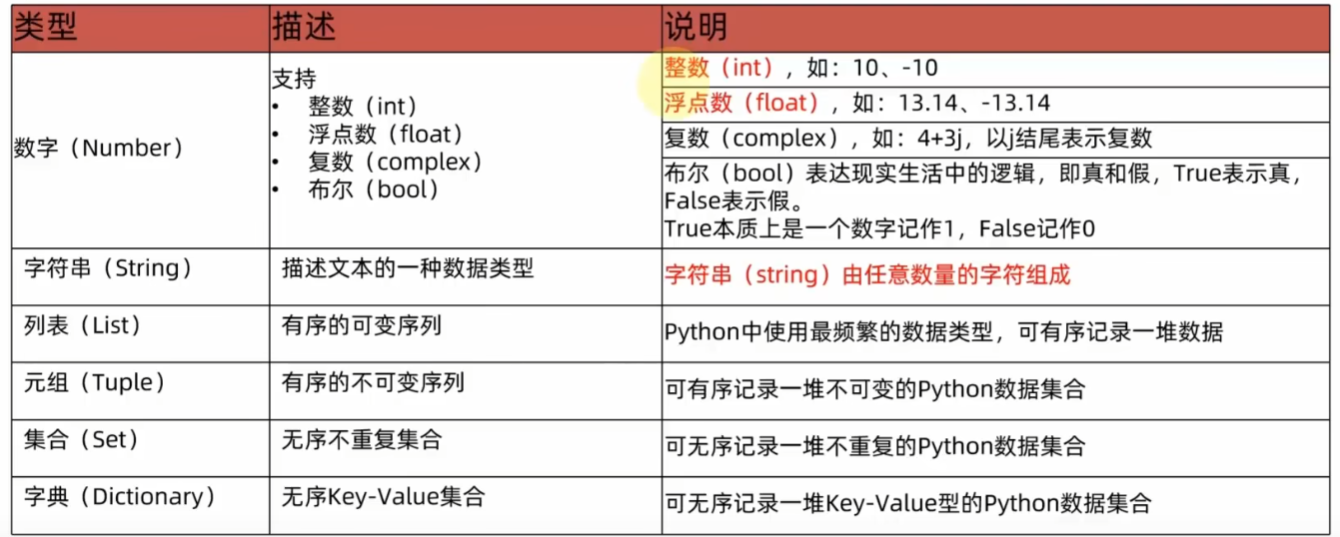 类型 描述 说明
数字（Number）
支持
• 整数（int）
• 浮点数（float）
• 复数（complex）
• 布尔（bool）
整数（int），如：10、-10
浮点数（float），如：13.14、-13.14
复数（complex），如：4+3j，以j结尾表示复数
布尔（bool）表达现实生活中的逻辑，即真和假，True表示真，
False表示假。
True本质上是一个数字记作1，False记作0
字符串（String） 描述文本的一种数据类型 字符串（string）由任意数量的字符组成
列表（List） 有序的可变序列 Python中使用最频繁的数据类型，可有序记录一堆数据
元组（Tuple） 有序的不可变序列 可有序记录一堆不可变的Python数据集合
集合（Set） 无序不重复集合 可无序记录一堆不重复的Python数据集合
字典（Dictionary） 无序Key-Value集合 可无序记录一堆Key-Value型的Python数据集合